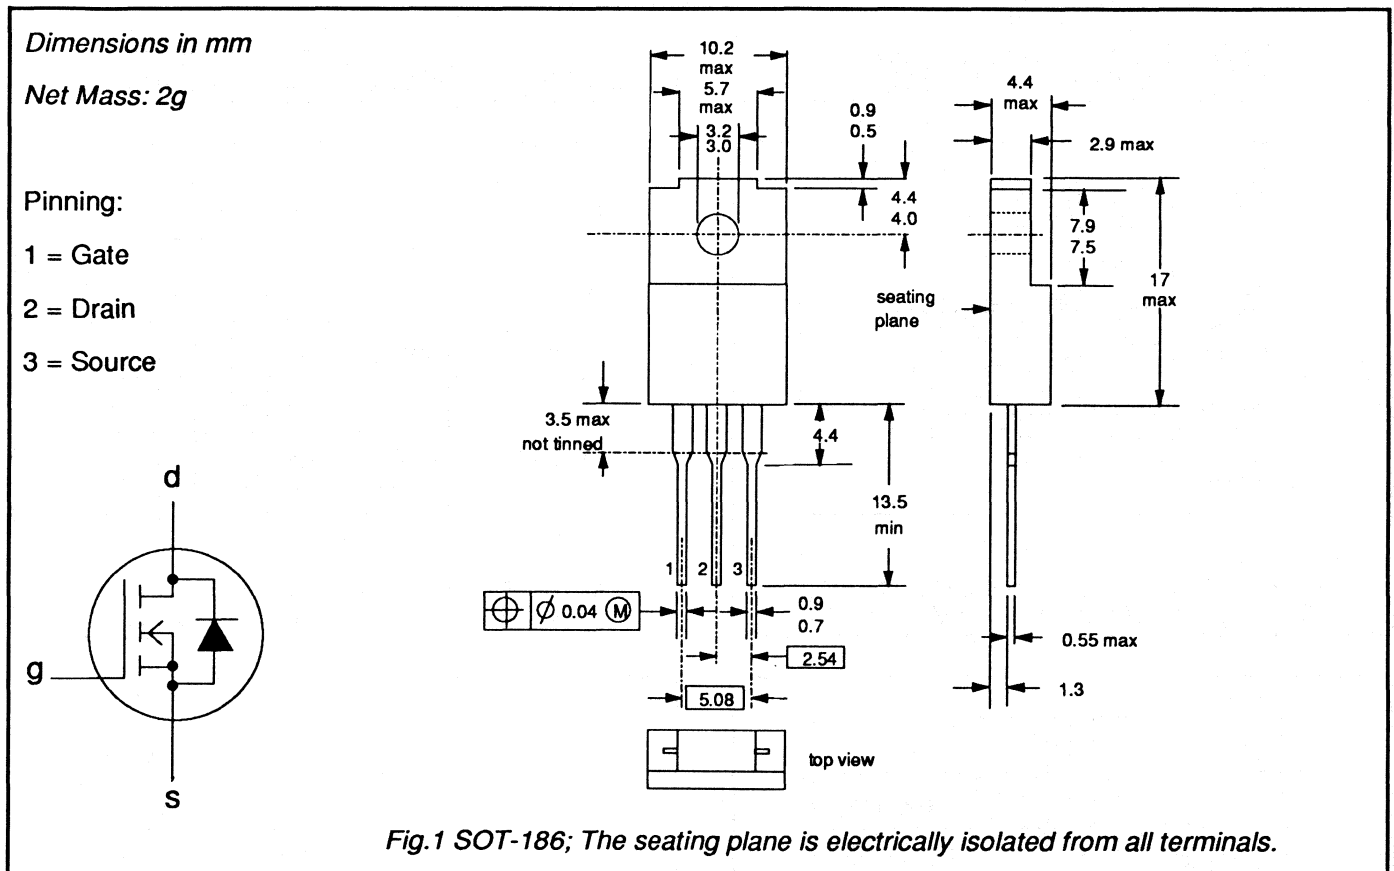 Dimensions in mm
Net Mass: 2g
Pinning:
1 = Gate
2 = Drain
3 = Source
d
g
s
10.2
max
5.7
max
3.2
3.0
0.9
0.5
4.4
4.0
seating
plane
3.5 max
not tinned
4.4
13.5
min
1 2 3
Ø 0.04 Ⓜ
0.9
0.7
2.54
5.08
top view
4.4
max
2.9 max
7.9
7.5
17
max
0.55 max
1.3
Fig.1 SOT-186; The seating plane is electrically isolated from all terminals.